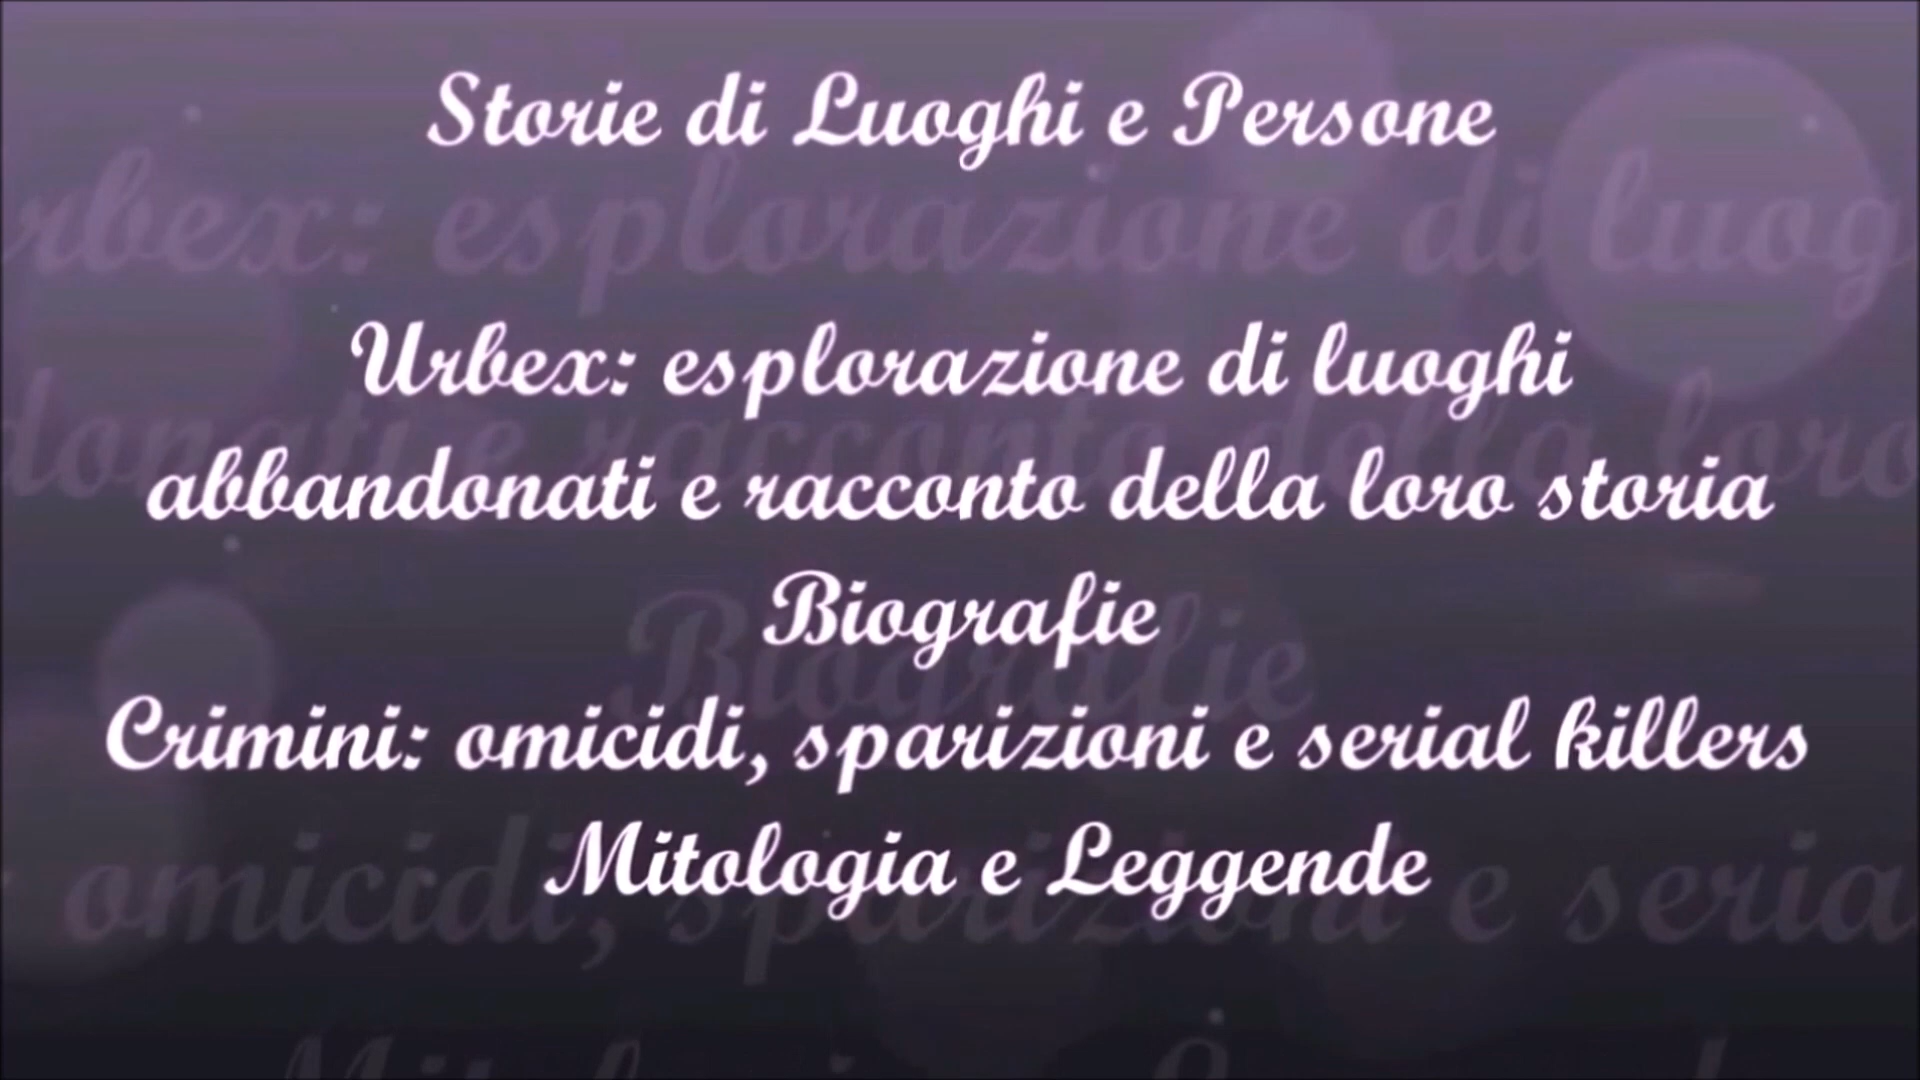 Storie di Luoghi e Persone
Urbex: esplorazione di luoghi
abbandonati e racconto della loro storia
Biografie
Crimini: omicidi, sparizioni e serial killers
Mitologia e Leggende